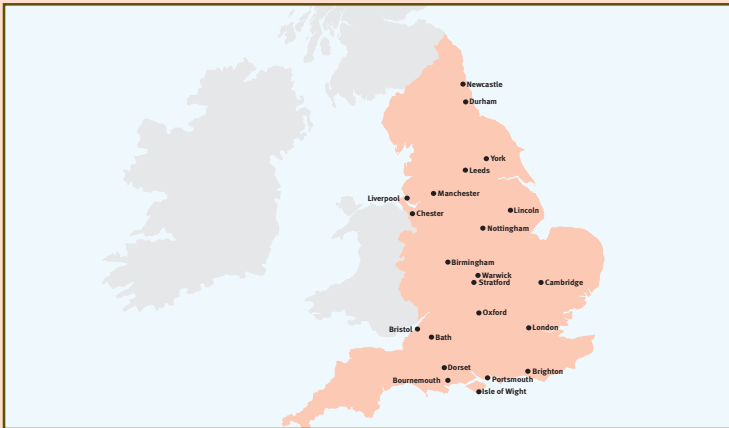 Newcastle
Durham
York
Leeds
Manchester
Liverpool
Lincoln
Chester
Nottingham
Birmingham
Warwick
Stratford
Cambridge
Oxford
London
Bristol
Bath
Dorset
Brighton
Bournemouth
Portsmouth
Isle of Wight